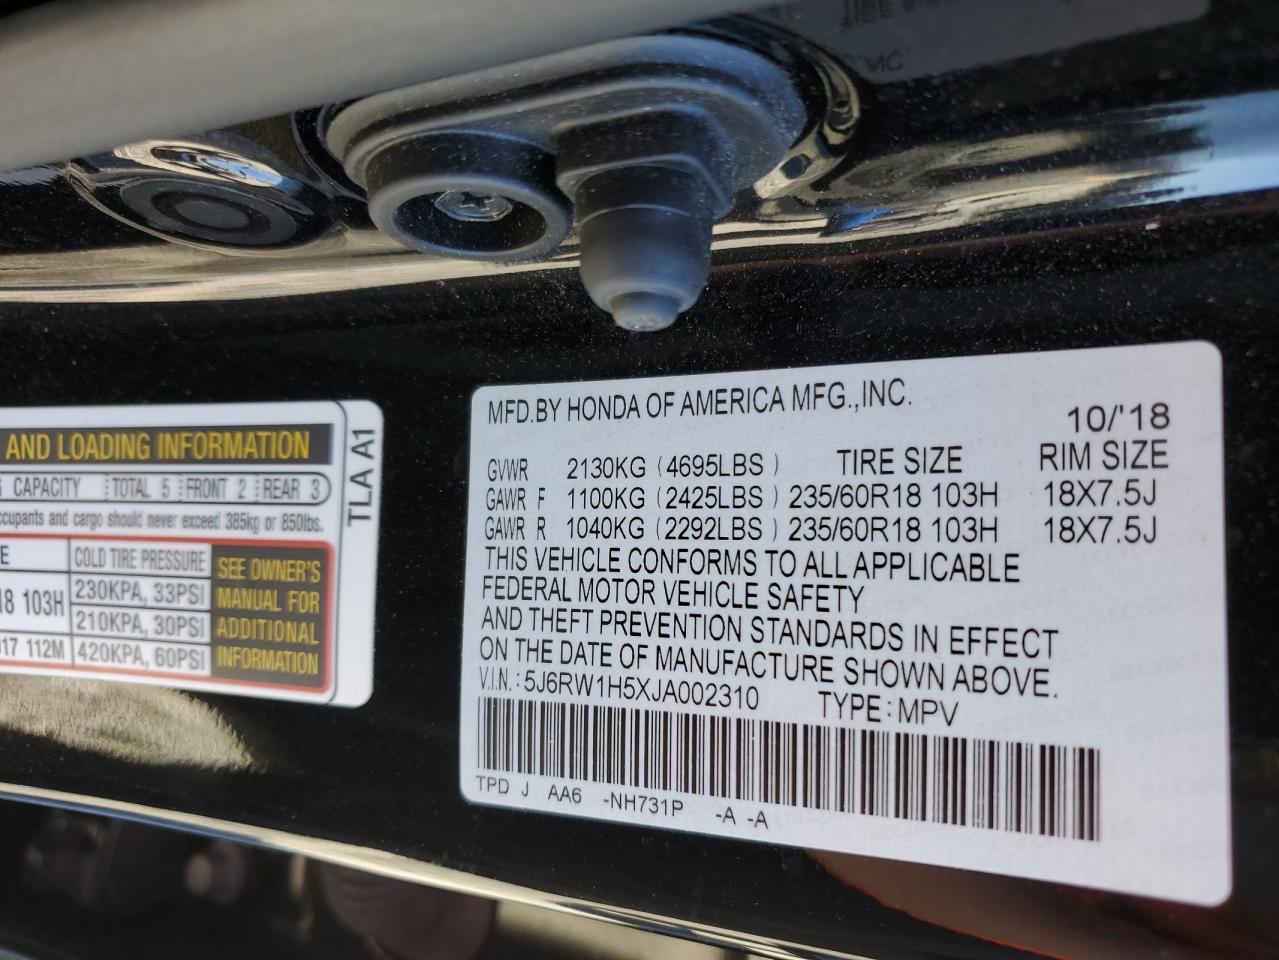 AND LOADING INFORMATION
CAPACITY TOTAL 5 FRONT 2 REAR 3
ccupants and cargo should never exceed 385kg or 850lbs.
E COLD TIRE PRESSURE SEE OWNER'S
MANUAL FOR
ADDITIONAL
INFORMATION
18 103H 230KPA, 33PSI
210KPA, 30PSI
017 112M 420KPA, 60PSI
TLA A1
MFD.BY HONDA OF AMERICA MFG.,INC.
10/'18
GVWR 2130KG (4695LBS) TIRE SIZE RIM SIZE
GAWR F 1100KG (2425LBS) 235/60R18 103H 18X7.5J
GAWR R 1040KG (2292LBS) 235/60R18 103H 18X7.5J
THIS VEHICLE CONFORMS TO ALL APPLICABLE
FEDERAL MOTOR VEHICLE SAFETY
AND THEFT PREVENTION STANDARDS IN EFFECT
ON THE DATE OF MANUFACTURE SHOWN ABOVE.
V.IN.: 5J6RW1H5XJA002310 TYPE: MPV
TPD J AA6 -NH731P -A -A